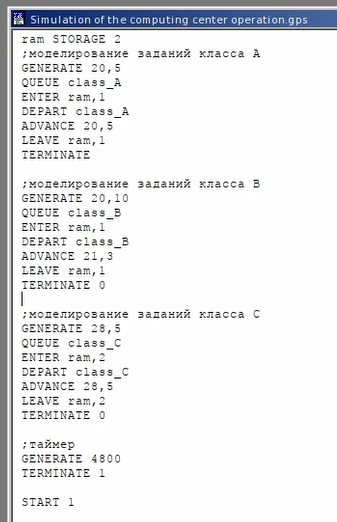 Simulation of the computing center operation.gps
ram STORAGE 2
;моделирование заданий класса A
GENERATE 20,5
QUEUE class_A
ENTER ram,1
DEPART class_A
ADVANCE 20,5
LEAVE ram,1
TERMINATE
;моделирование заданий класса B
GENERATE 20,10
QUEUE class_B
ENTER ram,1
DEPART class_B
ADVANCE 21,3
LEAVE ram,1
TERMINATE 0
;моделирование заданий класса C
GENERATE 28,5
QUEUE class_C
ENTER ram,2
DEPART class_C
ADVANCE 28,5
LEAVE ram,2
TERMINATE 0
;таймер
GENERATE 4800
TERMINATE 1
START 1